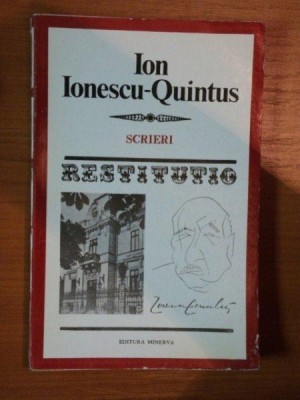 Ion
Ionescu-Quintus
SCRIERI
RESTITUTIO
EDITURA MINERVA